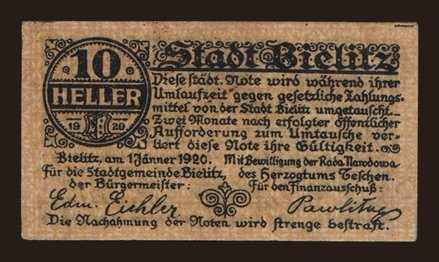 Stadt Bielitz
10
HELLER
1920
Diese städt. Note wird während ihrer
Umlaufzeit gegen gesetzliche Zahlungs-
mittel von der Stadt Bielitz umgetauscht.
Zwei Monate nach erfolgter öffentlicher
Aufforderung zum Umtausche ver-
liert diese Note ihre Gültigkeit.
Bielitz, am 1 Jänner 1920. Mit Bewilligung der Rada Narodowa
Für die Stadtgemeinde Bielitz, des Herzogtums Teschen.
der Bürgermeister: Für den Finanzausschuß:
Edm. Eichler
Die Nachahmung der Noten wird strenge bestraft.